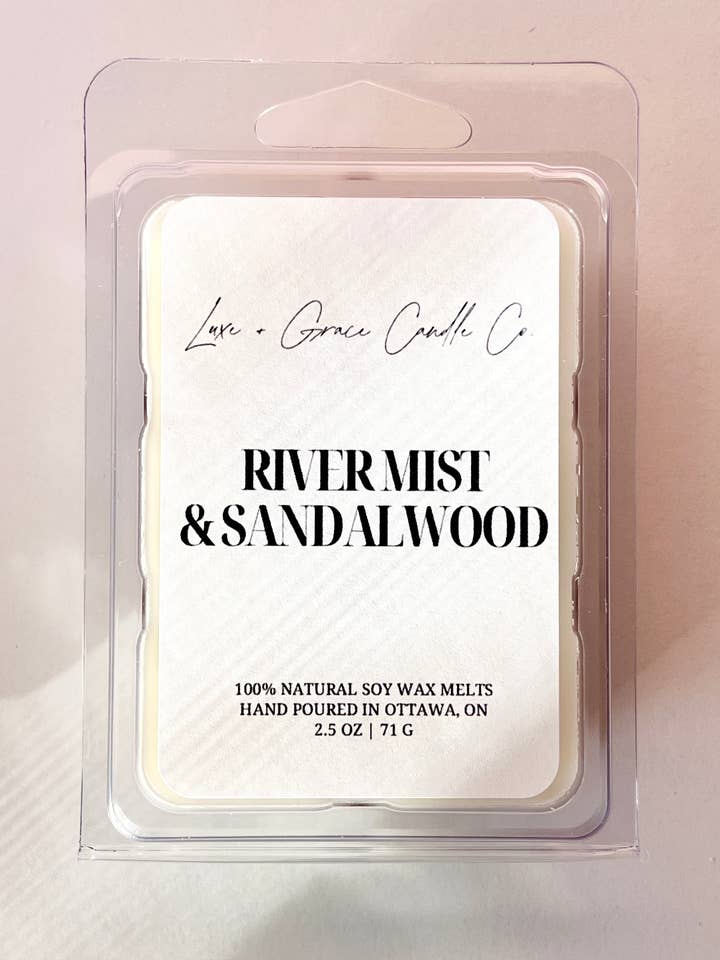 Luxe + Grace Candle Co.
RIVER MIST
& SANDALWOOD
100% NATURAL SOY WAX MELTS
HAND POURED IN OTTAWA, ON
2.5 OZ | 71 G